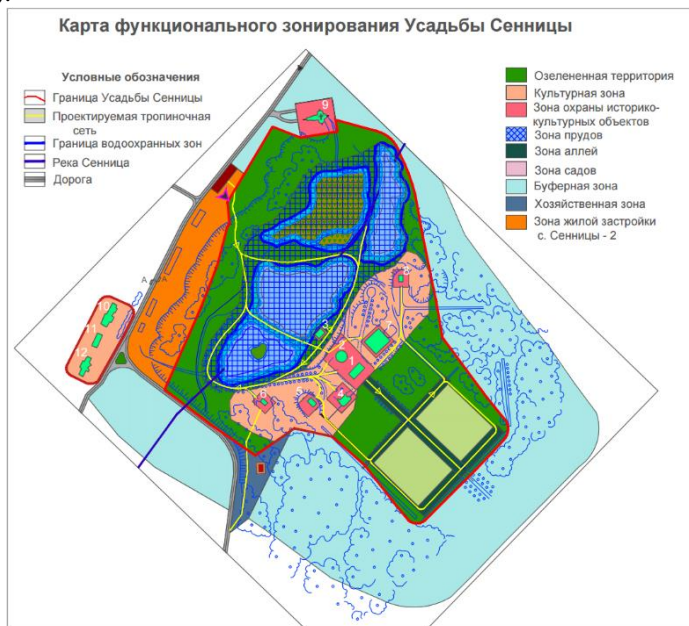 Карта функционального зонирования Усадьбы Сенницы
Условные обозначения
Граница Усадьбы Сенницы
Проектируемая тропиночная
сеть
Граница водоохранных зон
Река Сенница
Дорога
Озелененная территория
Культурная зона
Зона охраны историко-
культурных объектов
Зона прудов
Зона аллей
Зона садов
Буферная зона
Хозяйственная зона
Зона жилой застройки
с. Сенницы - 2
9
10
11
12
3
2
1
6
5